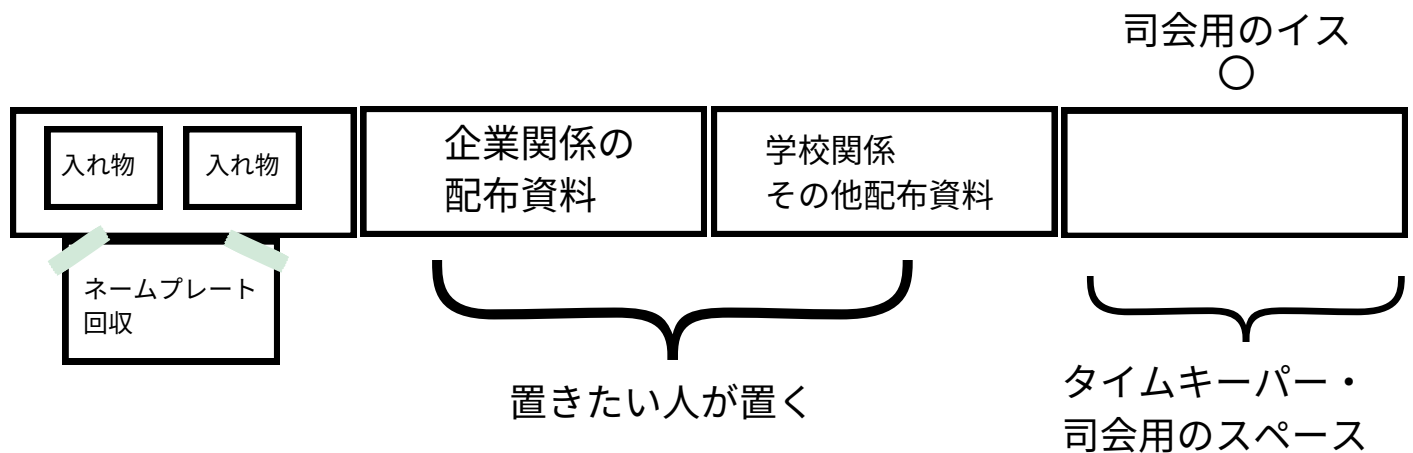 司会用のイス
入れ物
入れ物
企業関係の
配布資料
学校関係
その他配布資料
ネームプレート
回収
置きたい人が置く
タイムキーパー・
司会用のスペース